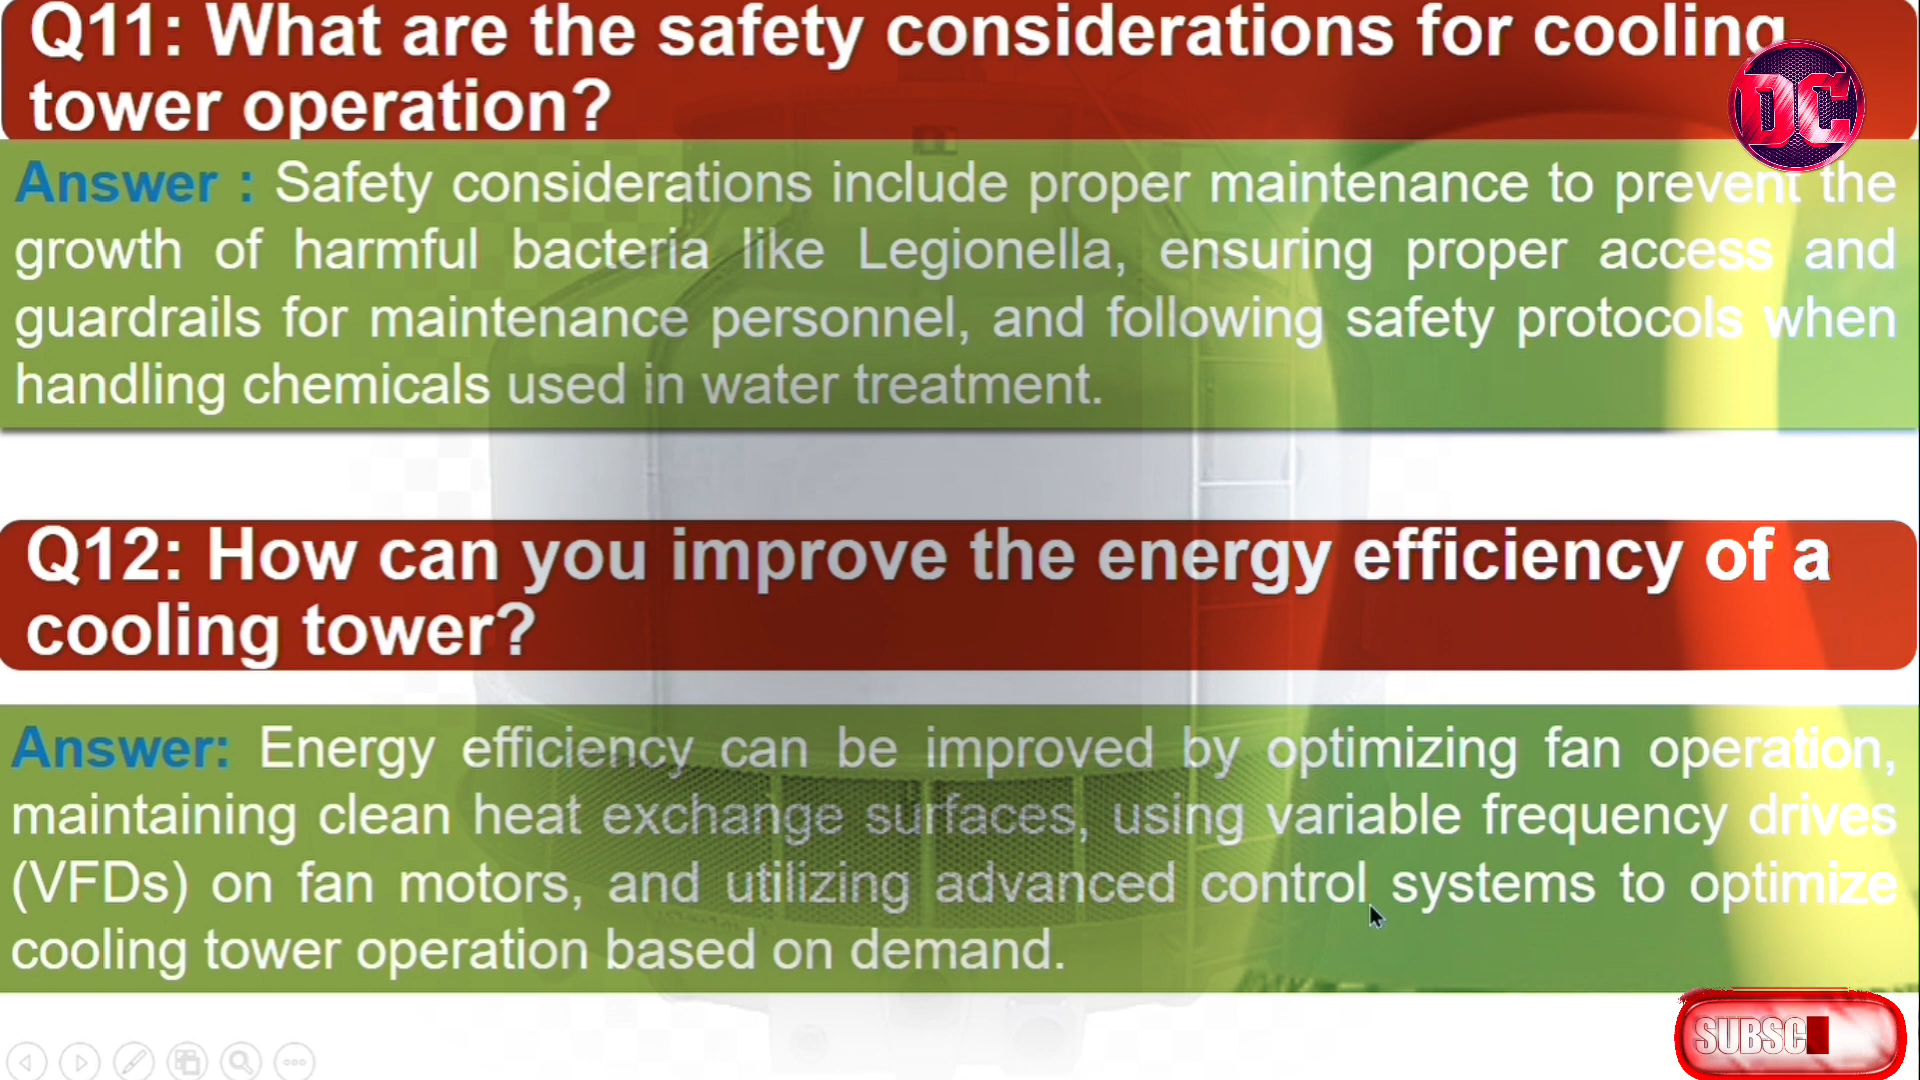 Q11: What are the safety considerations for cooling
tower operation?
DC
Answer : Safety considerations include proper maintenance to prevent the
growth of harmful bacteria like Legionella, ensuring proper access and
guardrails for maintenance personnel, and following safety protocols when
handling chemicals used in water treatment.
Q12: How can you improve the energy efficiency of a
cooling tower?
Answer: Energy efficiency can be improved by optimizing fan operation,
maintaining clean heat exchange surfaces, using variable frequency drives
(VFDs) on fan motors, and utilizing advanced control systems to optimize
cooling tower operation based on demand.
SUBSC